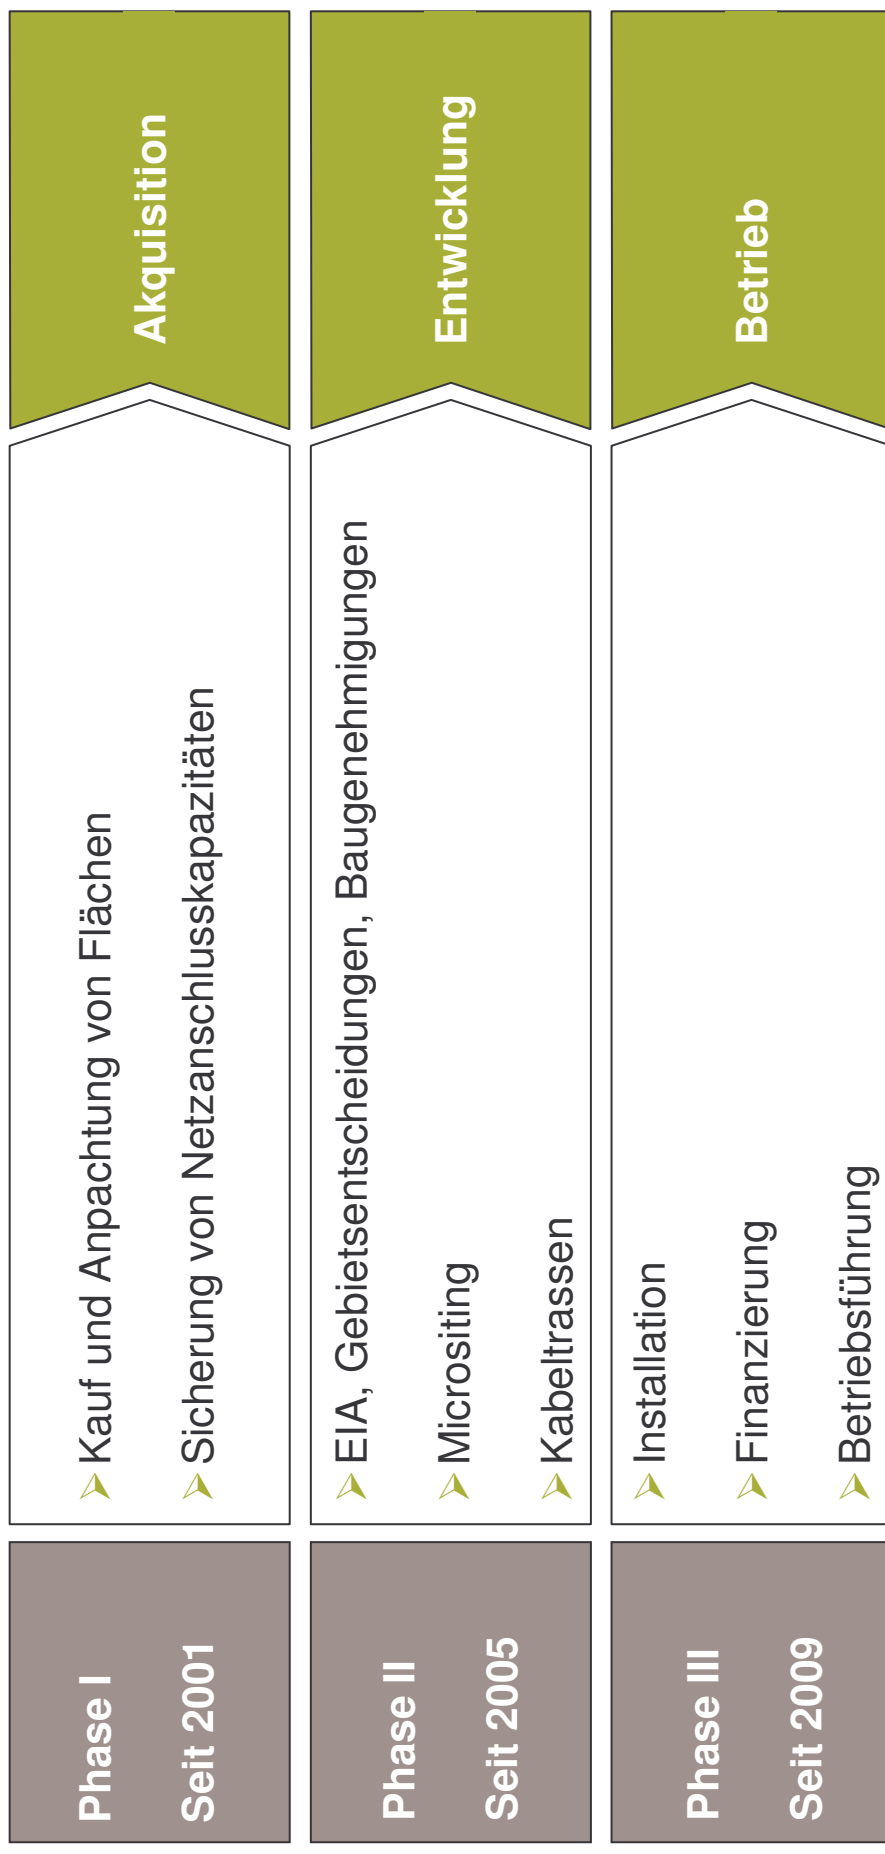 Phase I
Seit 2001
Kauf und Anpachtung von Flächen
Sicherung von Netzanschlusskapazitäten
Akquisition
Phase II
Seit 2005
EIA, Gebietsentscheidungen, Baugenehmigungen
Micrositing
Kabeltrassen
Entwicklung
Phase III
Seit 2009
Installation
Finanzierung
Betriebsführung
Betrieb